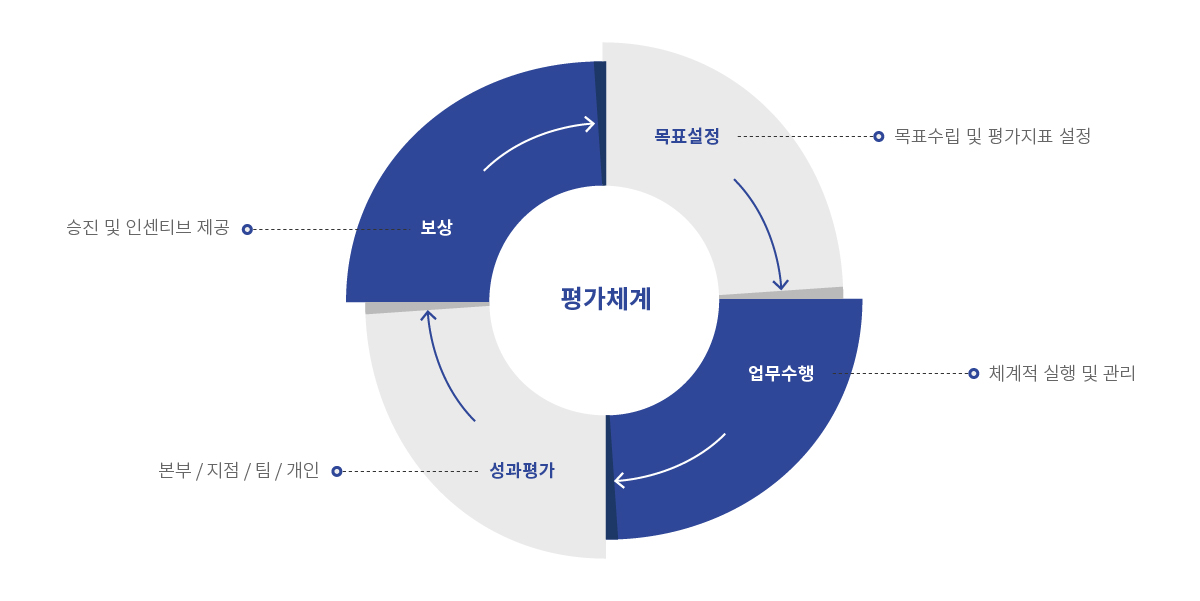 목표설정
목표수립 및 평가지표 설정
보상
승진 및 인센티브 제공
평가체계
업무수행
체계적 실행 및 관리
성과평가
본부 / 지점 / 팀 / 개인